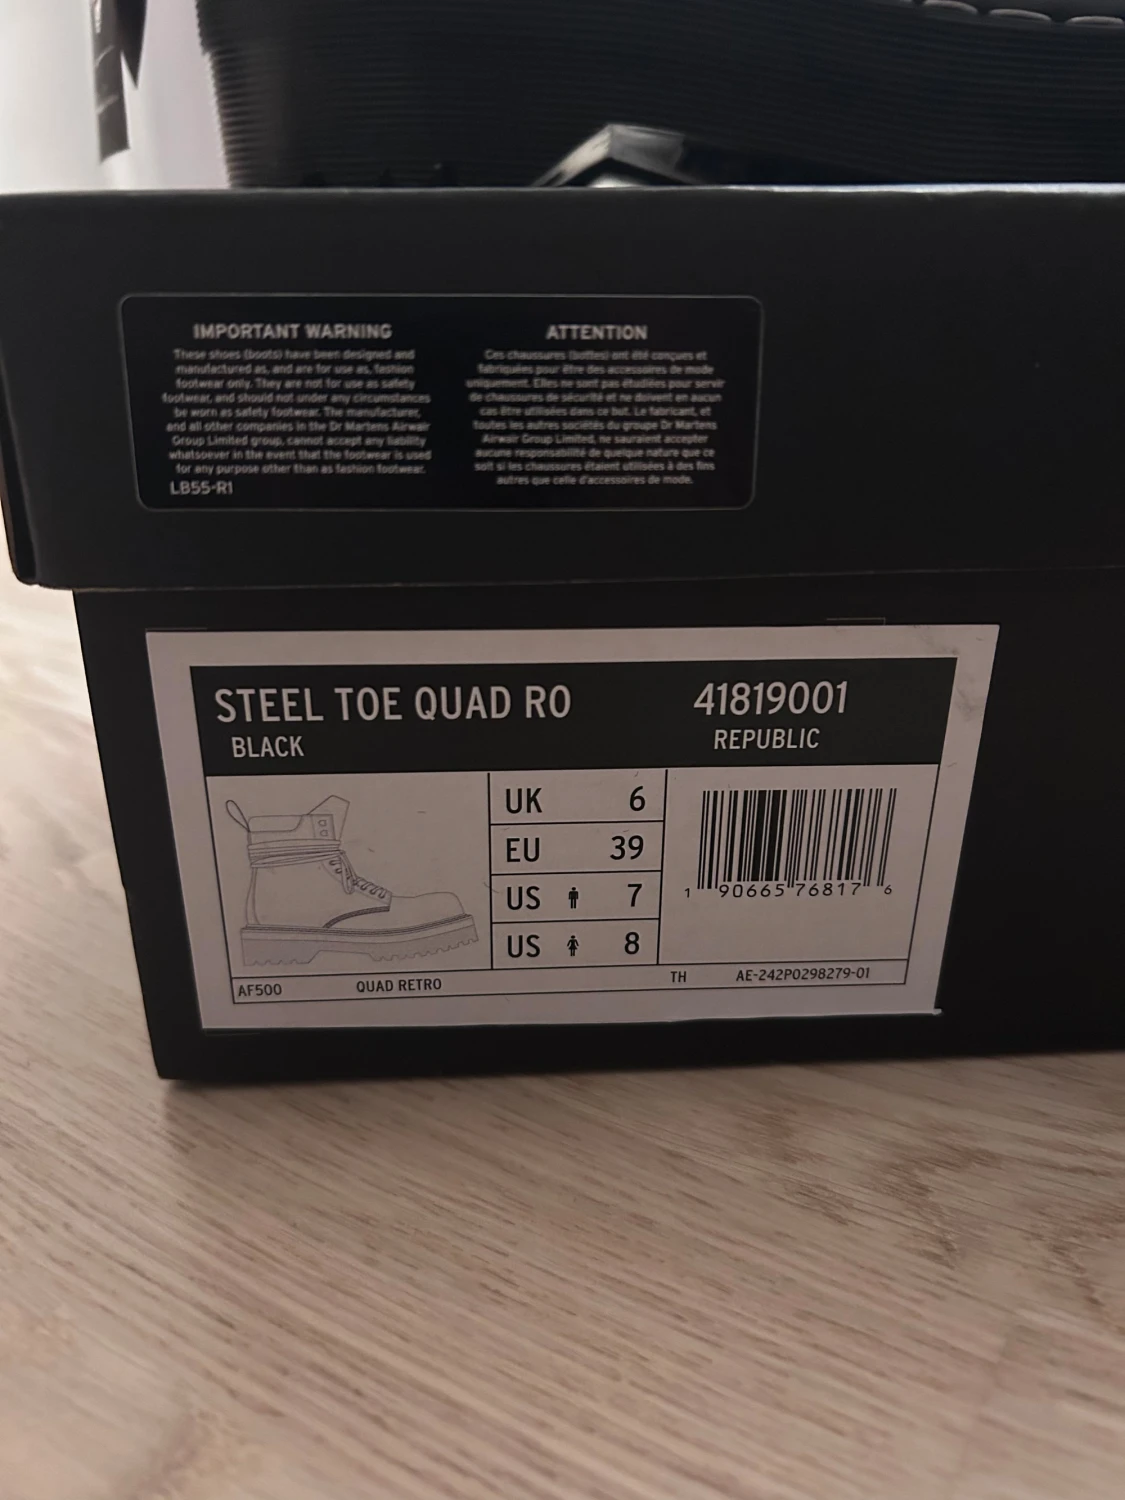 IMPORTANT WARNING
These shoes (boots) have been designed and
manufactured as, and are for use as, fashion
footwear only. They are not for use as safety
footwear, and should not under any circumstances
be worn as safety footwear. The manufacturer,
and all other companies in the Dr Martens Airwair
Group Limited group, cannot accept any liability
whatsoever in the event that the footwear is used
for any purpose other than as fashion footwear.
LB55-R1
ATTENTION
Ces chaussures (bottes) ont été conçues et
fabriquées pour être des accessoires de mode
uniquement. Elles ne sont pas étudiées pour servir
de chaussures de sécurité et ne doivent en aucun
cas être utilisées dans ce but. Le fabricant, et
toutes les autres sociétés du groupe Dr Martens
Airwair Group Limited, ne sauraient accepter
aucune responsabilité de quelque nature que ce
soit si les chaussures étaient utilisées à des fins
autres que celle d'accessoires de mode.
STEEL TOE QUAD RO 41819001
BLACK REPUBLIC
UK 6
EU 39
US 7
US 8
1 90665 76817 6
AF500 QUAD RETRO TH AE-242P0298279-01